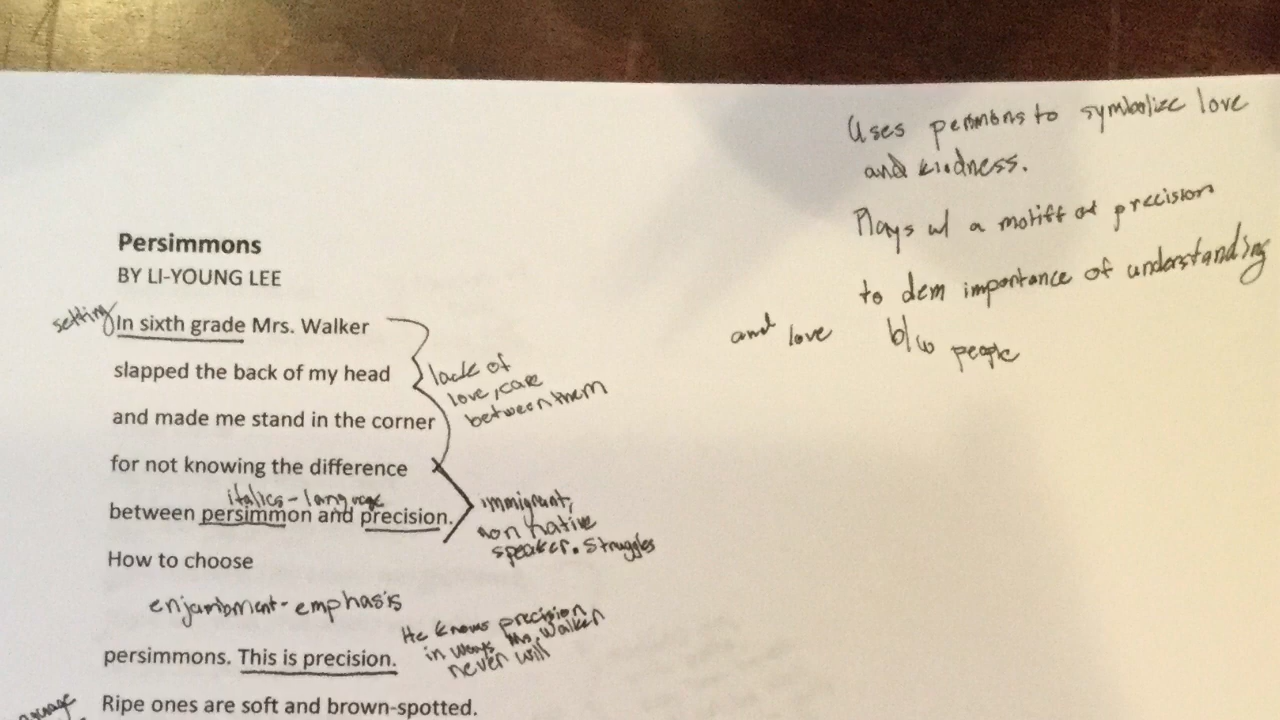 Uses persimmons to symbolize love
and kindness.
Plays w/ a motiff of precision
to dem importance of understanding
and love b/w people
Persimmons
BY LI-YOUNG LEE
setting
In sixth grade Mrs. Walker
slapped the back of my head
lack of
love, care
between them
and made me stand in the corner
for not knowing the difference
italics - language
between persimmon and precision.
immigrant,
non native
speaker. Struggles
How to choose
enjambment - emphasis
He knows precision
in ways Ms. Walker
never will
persimmons. This is precision.
Ripe ones are soft and brown-spotted.